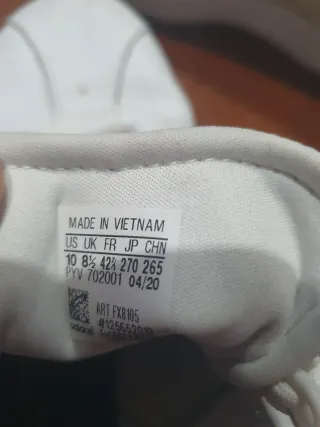 MADE IN VIETNAM
US UK FR JP CHN
10 8½ 42⅔ 270 265
PYV 702001 04/20
ART FX8105
adidas